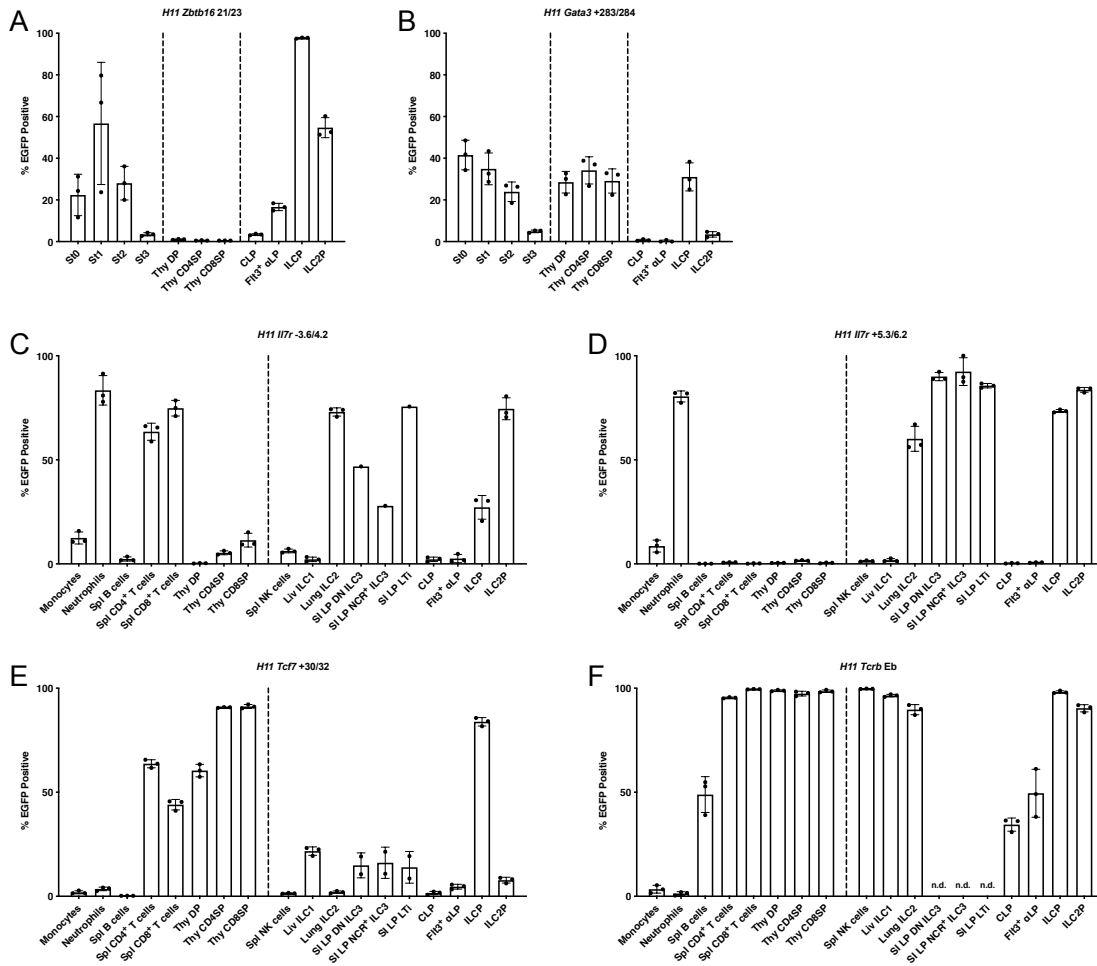 A
H11 Zbtb16 21/23
% EGFP Positive
100
80
60
40
20
0
St0
St1
St2
St3
Thy DP
Thy CD4SP
Thy CD8SP
CLP
Flt3⁺ αLP
ILCP
ILC2P
B
H11 Gata3 +283/284
% EGFP Positive
100
80
60
40
20
0
St0
St1
St2
St3
Thy DP
Thy CD4SP
Thy CD8SP
CLP
Flt3⁺ αLP
ILCP
ILC2P
C
H11 Il7r -3.6/4.2
% EGFP Positive
100
50
0
Monocytes
Neutrophils
Spl B cells
Spl CD4⁺ T cells
Spl CD8⁺ T cells
Thy DP
Thy CD4SP
Thy CD8SP
Spl NK cells
Liv ILC1
Lung ILC2
SI LP DN ILC3
SI LP NCR⁺ ILC3
SI LP LTi
CLP
Flt3⁺ αLP
ILCP
ILC2P
D
H11 Il7r +5.3/6.2
% EGFP Positive
100
50
0
Monocytes
Neutrophils
Spl B cells
Spl CD4⁺ T cells
Spl CD8⁺ T cells
Thy DP
Thy CD4SP
Thy CD8SP
Spl NK cells
Liv ILC1
Lung ILC2
SI LP DN ILC3
SI LP NCR⁺ ILC3
SI LP LTi
CLP
Flt3⁺ αLP
ILCP
ILC2P
E
H11 Tcf7 +30/32
% EGFP Positive
100
50
0
Monocytes
Neutrophils
Spl B cells
Spl CD4⁺ T cells
Spl CD8⁺ T cells
Thy DP
Thy CD4SP
Thy CD8SP
Spl NK cells
Liv ILC1
Lung ILC2
SI LP DN ILC3
SI LP NCR⁺ ILC3
SI LP LTi
CLP
Flt3⁺ αLP
ILCP
ILC2P
F
H11 Tcrb Eb
% EGFP Positive
100
50
0
n.d. n.d. n.d.
Monocytes
Neutrophils
Spl B cells
Spl CD4⁺ T cells
Spl CD8⁺ T cells
Thy DP
Thy CD4SP
Thy CD8SP
Spl NK cells
Liv ILC1
Lung ILC2
SI LP DN ILC3
SI LP NCR⁺ ILC3
SI LP LTi
CLP
Flt3⁺ αLP
ILCP
ILC2P